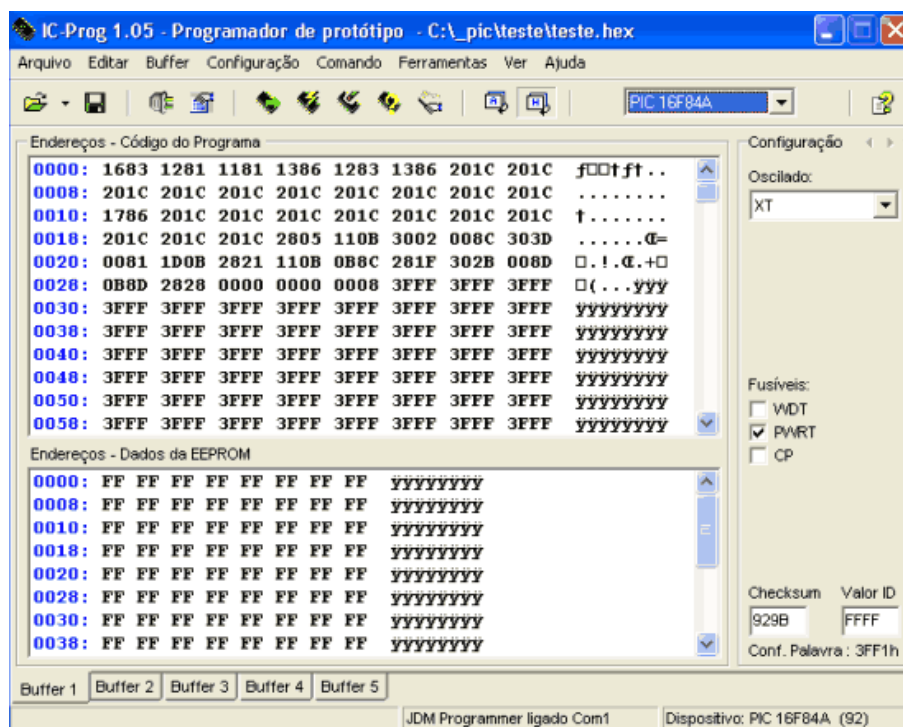 IC-Prog 1.05 - Programador de protótipo - C:\_pic\teste\teste.hex
Arquivo Editar Buffer Configuração Comando Ferramentas Ver Ajuda
PIC 16F84A
Endereços - Código do Programa
0000: 1683 1281 1181 1386 1283 1386 201C 201C ƒ□□†ƒ†..
0008: 201C 201C 201C 201C 201C 201C 201C 201C ........
0010: 1786 201C 201C 201C 201C 201C 201C 201C †.......
0018: 201C 201C 201C 2805 110B 3002 008C 303D ......Œ=
0020: 0081 1D0B 2821 110B 0B8C 281F 302B 008D □.!.Œ.+□
0028: 0B8D 2828 0000 0000 0008 3FFF 3FFF 3FFF □(...ÿÿÿ
0030: 3FFF 3FFF 3FFF 3FFF 3FFF 3FFF 3FFF 3FFF ÿÿÿÿÿÿÿÿ
0038: 3FFF 3FFF 3FFF 3FFF 3FFF 3FFF 3FFF 3FFF ÿÿÿÿÿÿÿÿ
0040: 3FFF 3FFF 3FFF 3FFF 3FFF 3FFF 3FFF 3FFF ÿÿÿÿÿÿÿÿ
0048: 3FFF 3FFF 3FFF 3FFF 3FFF 3FFF 3FFF 3FFF ÿÿÿÿÿÿÿÿ
0050: 3FFF 3FFF 3FFF 3FFF 3FFF 3FFF 3FFF 3FFF ÿÿÿÿÿÿÿÿ
0058: 3FFF 3FFF 3FFF 3FFF 3FFF 3FFF 3FFF 3FFF ÿÿÿÿÿÿÿÿ
Endereços - Dados da EEPROM
0000: FF FF FF FF FF FF FF FF ÿÿÿÿÿÿÿÿ
0008: FF FF FF FF FF FF FF FF ÿÿÿÿÿÿÿÿ
0010: FF FF FF FF FF FF FF FF ÿÿÿÿÿÿÿÿ
0018: FF FF FF FF FF FF FF FF ÿÿÿÿÿÿÿÿ
0020: FF FF FF FF FF FF FF FF ÿÿÿÿÿÿÿÿ
0028: FF FF FF FF FF FF FF FF ÿÿÿÿÿÿÿÿ
0030: FF FF FF FF FF FF FF FF ÿÿÿÿÿÿÿÿ
0038: FF FF FF FF FF FF FF FF ÿÿÿÿÿÿÿÿ
Configuração
Oscilado:
XT
Fusíveis:
WDT
PWRT
CP
Checksum Valor ID
929B FFFF
Conf. Palavra : 3FF1h
Buffer 1 Buffer 2 Buffer 3 Buffer 4 Buffer 5
JDM Programmer ligado Com1 Dispositivo: PIC 16F84A (92)